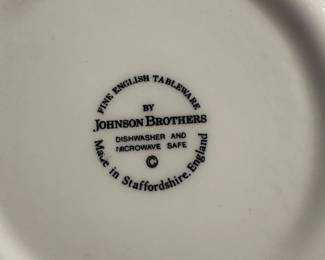 FINE ENGLISH TABLEWARE
BY
JOHNSON BROTHERS
DISHWASHER AND
MICROWAVE SAFE
©
Made in Staffordshire, England